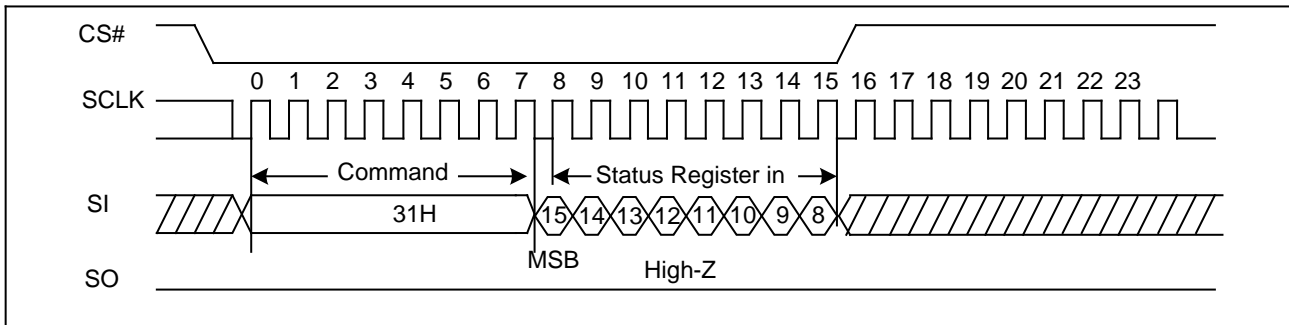 CS#
0 1 2 3 4 5 6 7 8 9 10 11 12 13 14 15 16 17 18 19 20 21 22 23
SCLK
Command Status Register in
SI 31H 15 14 13 12 11 10 9 8
MSB High-Z
SO